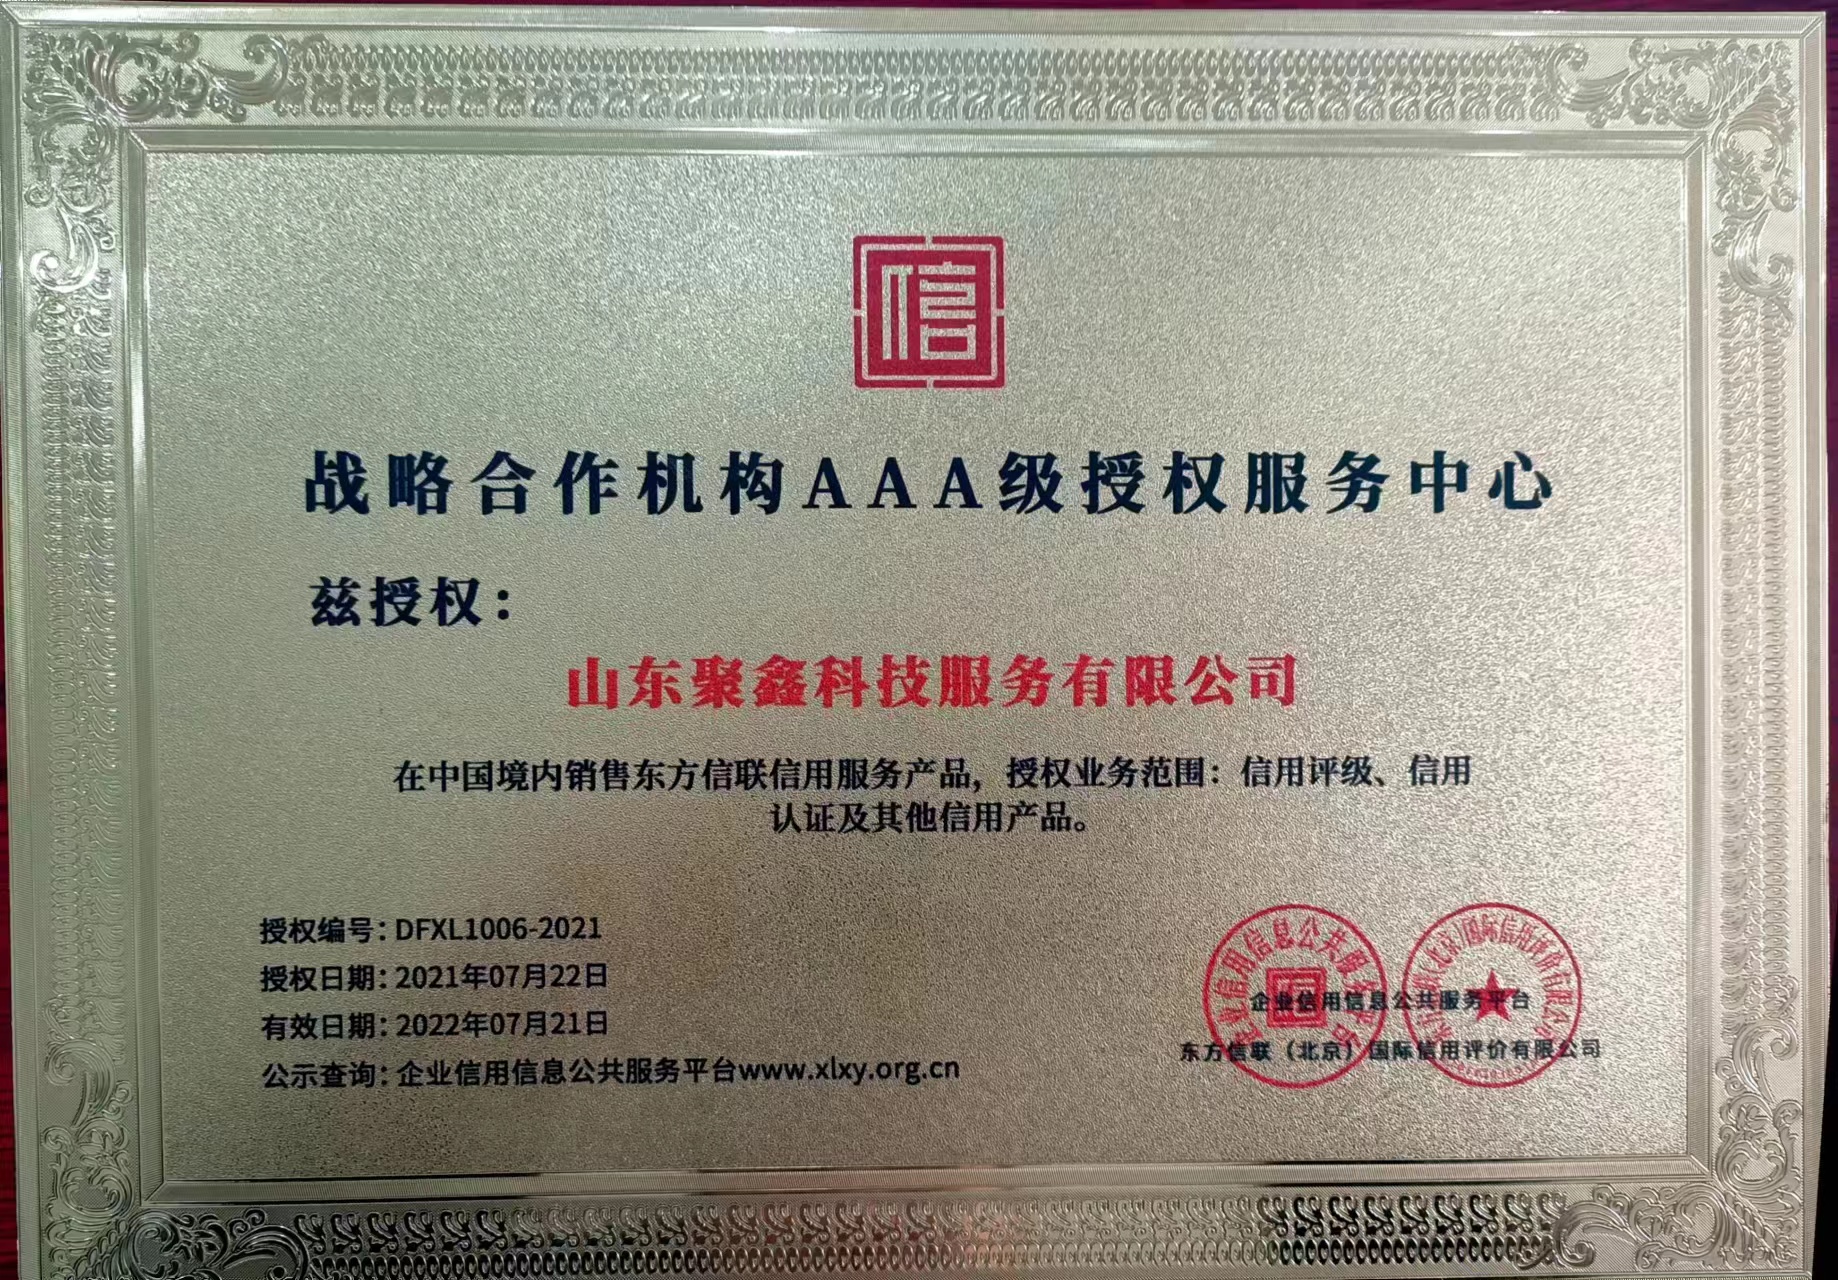 信
战略合作机构AAA级授权服务中心
兹授权：
山东聚鑫科技服务有限公司
在中国境内销售东方信联信用服务产品，授权业务范围：信用评级、信用
认证及其他信用产品。
授权编号：DFXL1006-2021
授权日期：2021年07月22日
有效日期：2022年07月21日
公示查询：企业信用信息公共服务平台www.xlxy.org.cn
企业信用信息公共服务平台
东方信联（北京）国际信用评价有限公司